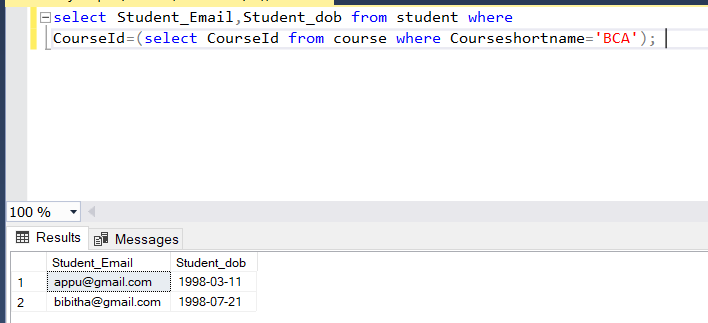 select Student_Email,Student_dob from student where
CourseId=(select CourseId from course where Courseshortname='BCA');
100 %
Results Messages
Student_Email Student_dob
1 appu@gmail.com 1998-03-11
2 bibitha@gmail.com 1998-07-21